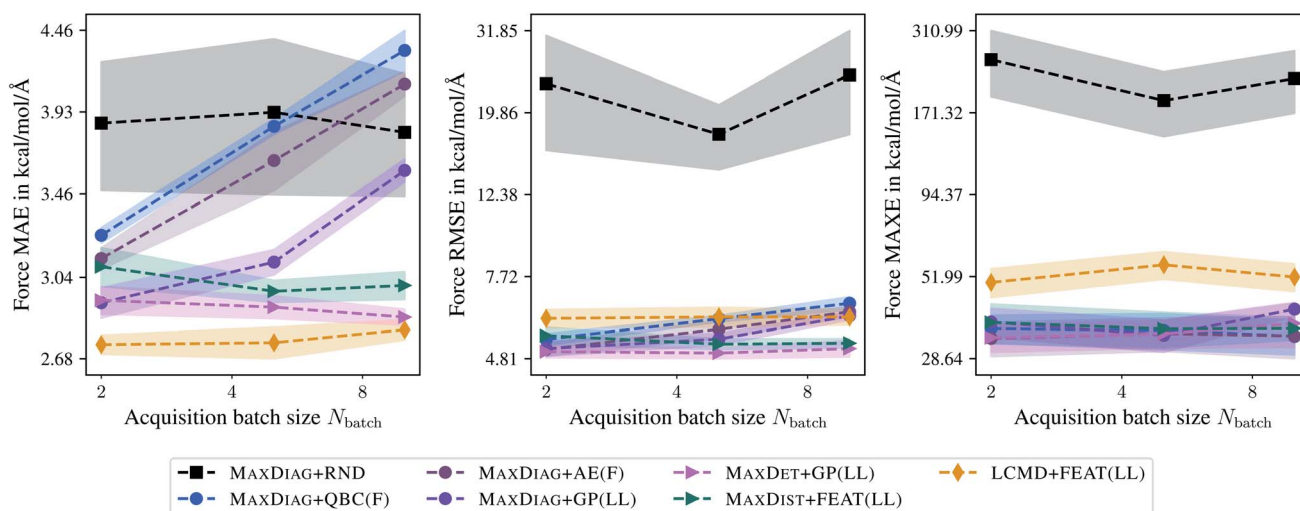 4.46
3.93
3.46
3.04
2.68
Force MAE in kcal/mol/Å
2 4 8
Acquisition batch size N_batch
31.85
19.86
12.38
7.72
4.81
Force RMSE in kcal/mol/Å
2 4 8
Acquisition batch size N_batch
310.99
171.32
94.37
51.99
28.64
Force MAXE in kcal/mol/Å
2 4 8
Acquisition batch size N_batch
MAXDIAG+RND
MAXDIAG+QBC(F)
MAXDIAG+AE(F)
MAXDIAG+GP(LL)
MAXDET+GP(LL)
MAXDIST+FEAT(LL)
LCMD+FEAT(LL)